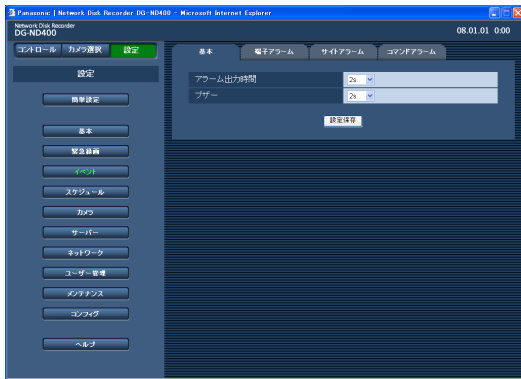 Panasonic | Network Disk Recorder DG-ND400 - Microsoft Internet Explorer
Network Disk Recorder
DG-ND400
08.01.01 0:00
コントロール カメラ選択 設定
基本 端子アラーム サイトアラーム コマンドアラーム
設定
アラーム出力時間 2s
ブザー 2s
設定保存
簡単設定
基本
緊急録画
イベント
スケジュール
カメラ
サーバー
ネットワーク
ユーザー管理
メンテナンス
コンフィグ
ヘルプ